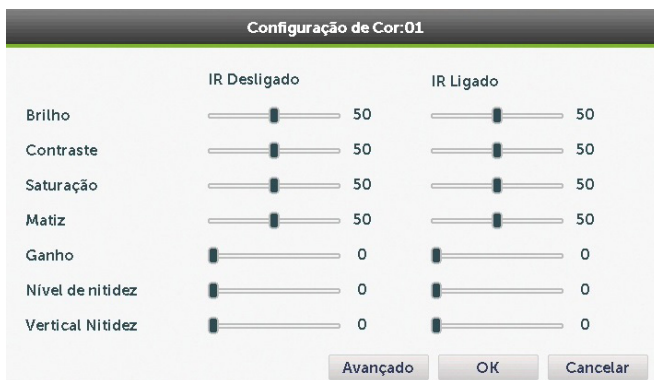 Configuração de Cor:01
IR Desligado IR Ligado
Brilho 50 50
Contraste 50 50
Saturação 50 50
Matiz 50 50
Ganho 0 0
Nível de nitidez 0 0
Vertical Nitidez 0 0
Avançado OK Cancelar